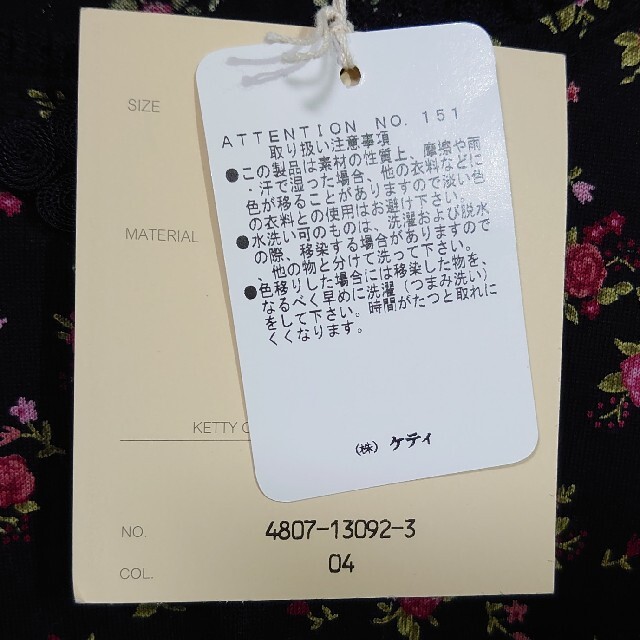 SIZE
ATTENTION NO. 151
取り扱い注意事項
●この製品は素材の性質上、摩擦や雨
・汗で湿った場合、他の衣料などに
色が移ることがありますので淡い色
の衣料との使用はお避け下さい。
●水洗い可のものは、洗濯および脱水
の際、移染する場合がありますので
、他の物と分けて洗って下さい。
●色移りした場合には移染した物を、
なるべく早めに洗濯（つまみ洗い）
をして下さい。時間がたつと取れに
くくなります。
MATERIAL
KETTY
(株) ケティ
NO. 4807-13092-3
COL. 04